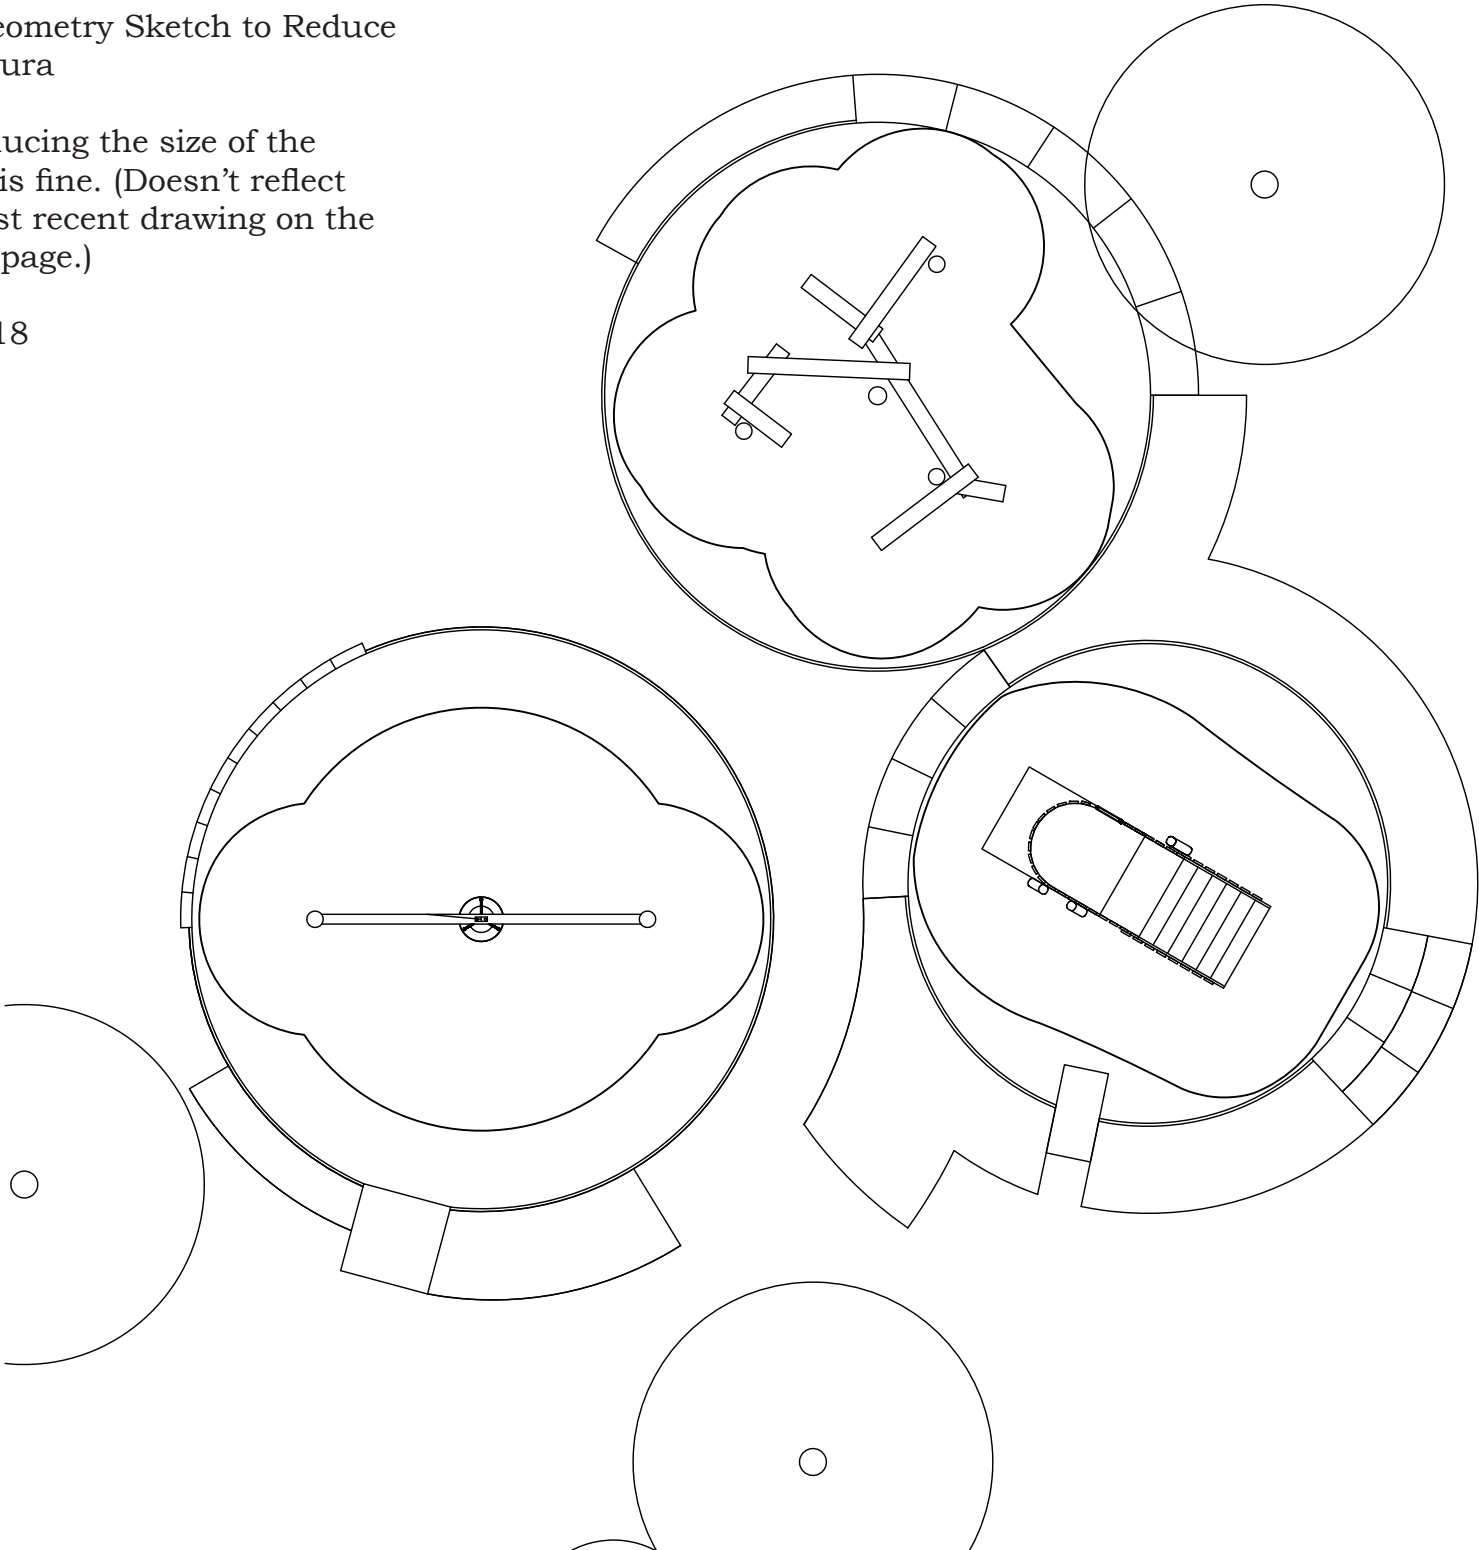 eometry Sketch to Reduce
ura
lucing the size of the
is fine. (Doesn’t reflect
st recent drawing on the
page.)
18